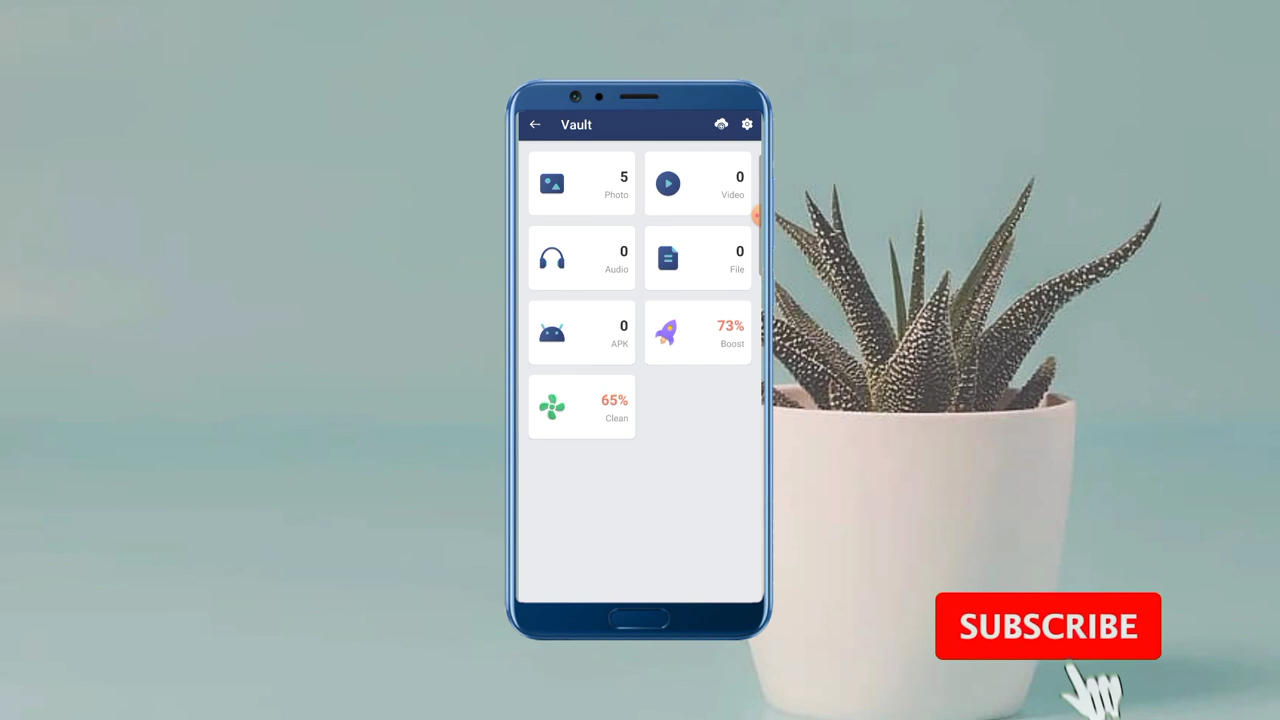 Vault
5
Photo
0
Video
0
Audio
0
File
0
APK
73%
Boost
65%
Clean
SUBSCRIBE